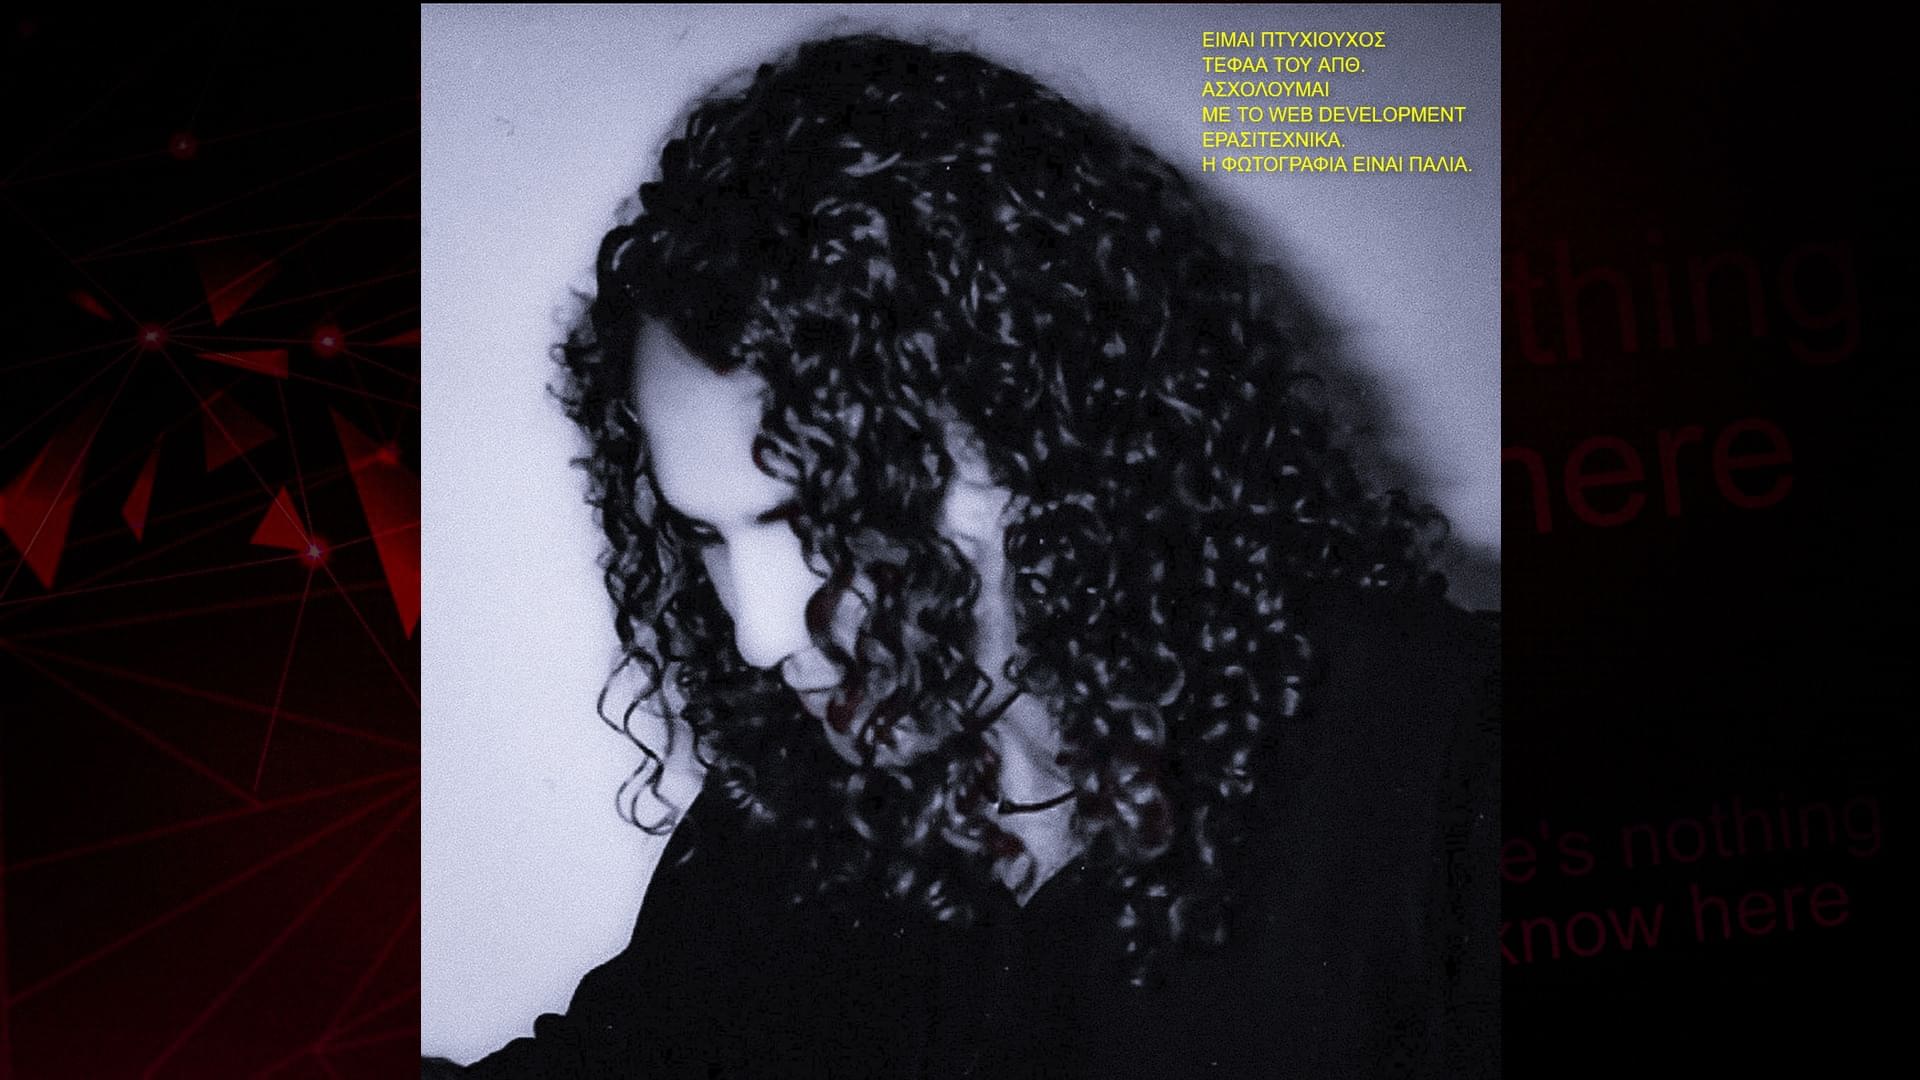 ΕΙΜΑΙ ΠΤΥΧΙΟΥΧΟΣ
ΤΕΦΑΑ ΤΟΥ ΑΠΘ.
ΑΣΧΟΛΟΥΜΑΙ
ΜΕ ΤΟ WEB DEVELOPMENT
ΕΡΑΣΙΤΕΧΝΙΚΑ.
Η ΦΩΤΟΓΡΑΦΙΑ ΕΙΝΑΙ ΠΑΛΙΑ.
thing
here
e's nothing
know here